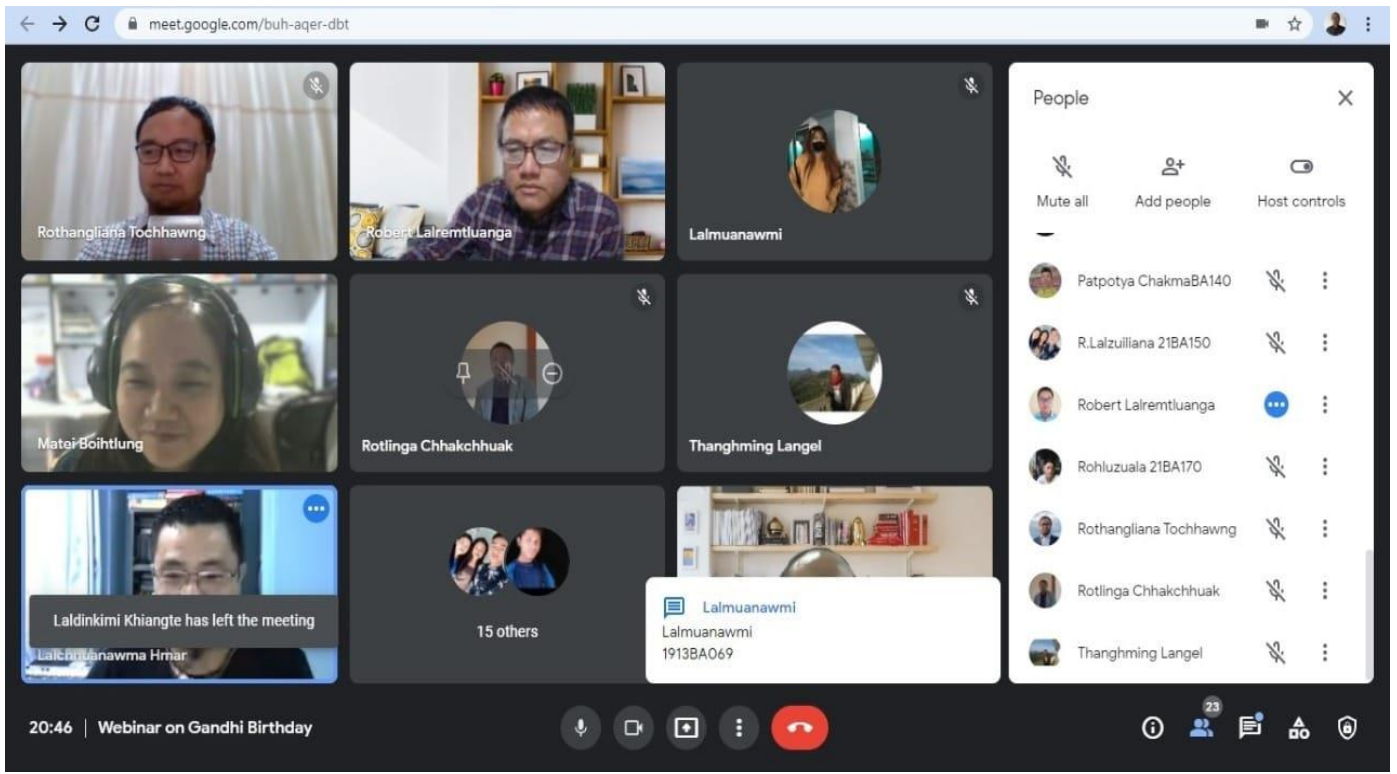 meet.google.com/buh-aqer-dbt
Rothangliana Tochhawng
Robert Lalremtluanga
Lalmuanawmi
Matei Boihtlung
Rotlinga Chhakchhuak
Thanghming Langel
Laldinkimi Khiangte has left the meeting
Lalchhuanawma Hmar
15 others
Lalmuanawmi
Lalmuanawmi
1913BA069
People
Mute all
Add people
Host controls
Patpotya ChakmaBA140
R.Lalzuiliana 21BA150
Robert Lalremtluanga
Rohluzuala 21BA170
Rothangliana Tochhawng
Rotlinga Chhakchhuak
Thanghming Langel
20:46 | Webinar on Gandhi Birthday
23